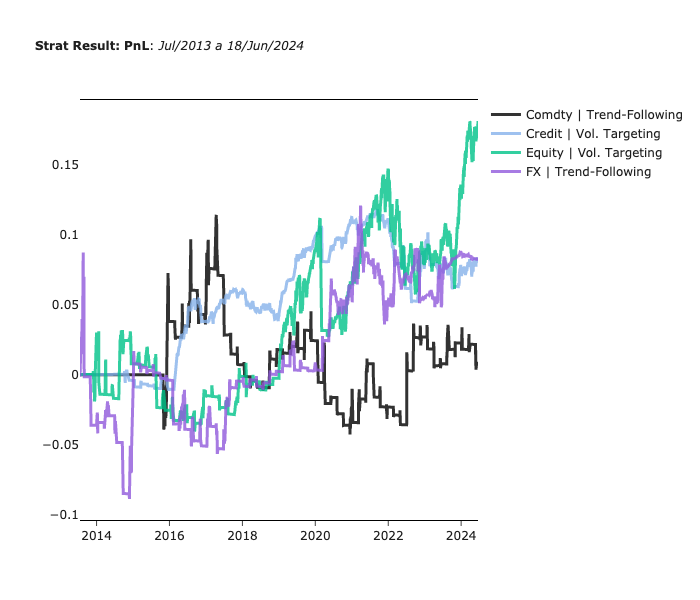 Strat Result: PnL: Jul/2013 a 18/Jun/2024
Comdty | Trend-Following
Credit | Vol. Targeting
Equity | Vol. Targeting
FX | Trend-Following
0.15
0.1
0.05
0
−0.05
−0.1
2014 2016 2018 2020 2022 2024